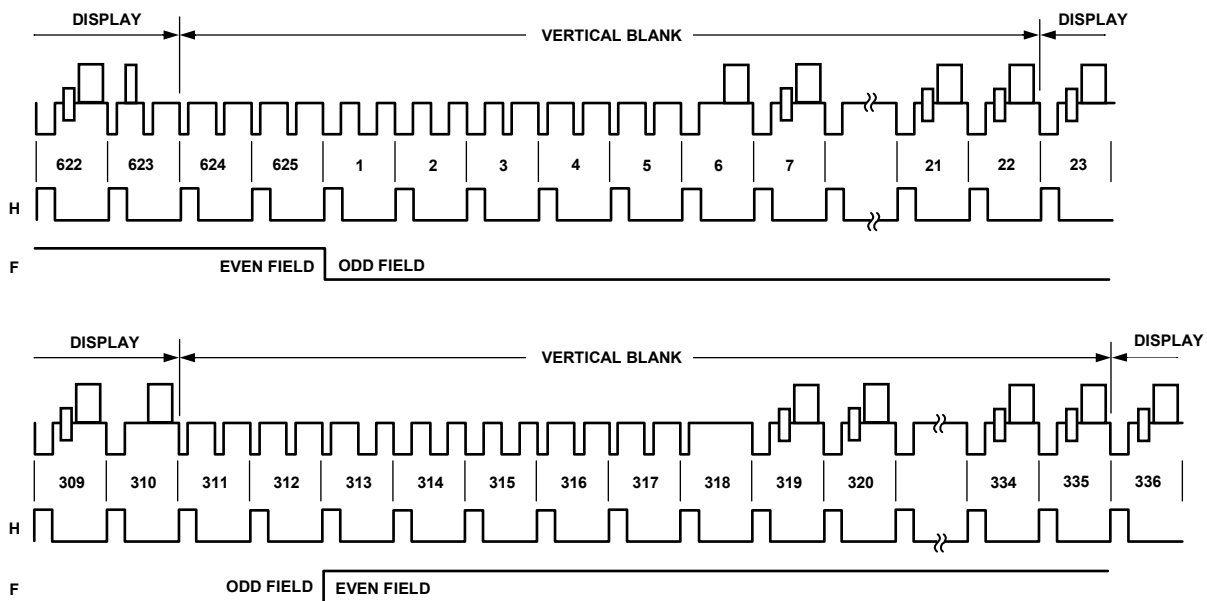 DISPLAY VERTICAL BLANK DISPLAY
622 623 624 625 1 2 3 4 5 6 7 21 22 23
H
F EVEN FIELD ODD FIELD
DISPLAY VERTICAL BLANK DISPLAY
309 310 311 312 313 314 315 316 317 318 319 320 334 335 336
H
F ODD FIELD EVEN FIELD